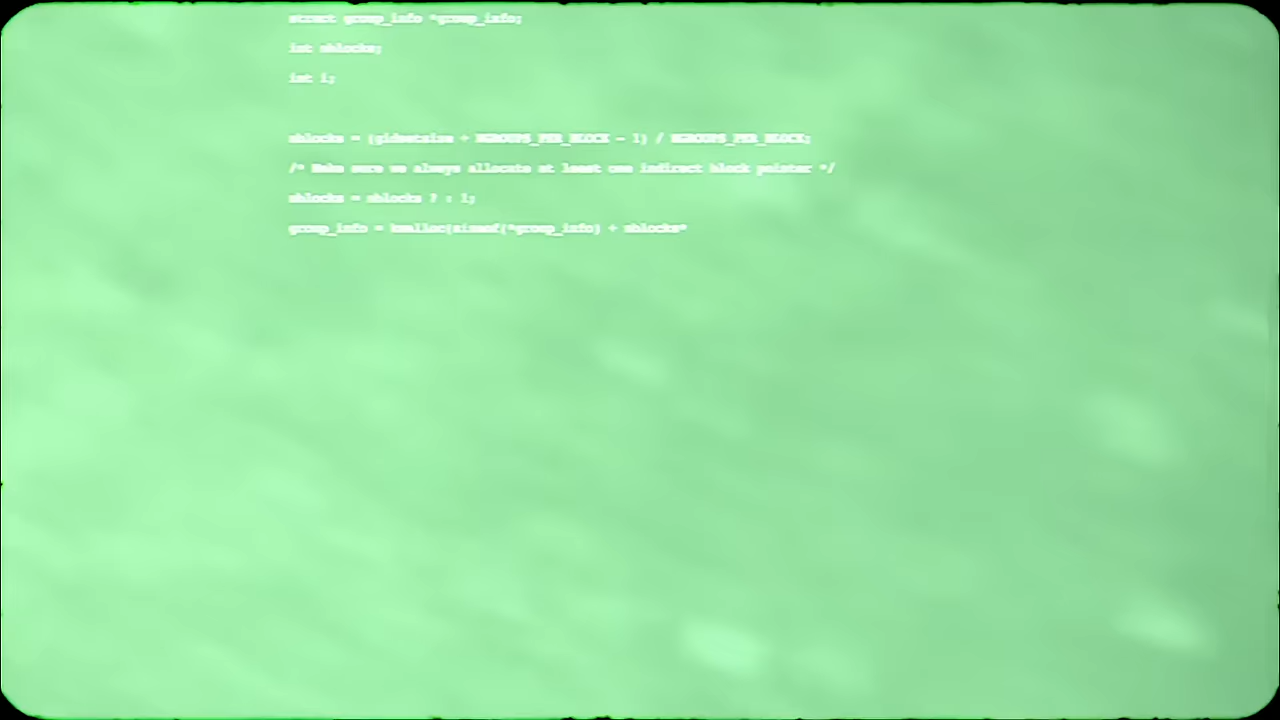 struct group_info *group_info;
int nblocks;
int i;
nblocks = (gidsetsize + NGROUPS_PER_BLOCK - 1) / NGROUPS_PER_BLOCK;
/* Make sure we always allocate at least one indirect block pointer */
nblocks = nblocks ? : 1;
group_info = kmalloc(sizeof(*group_info) + nblocks*